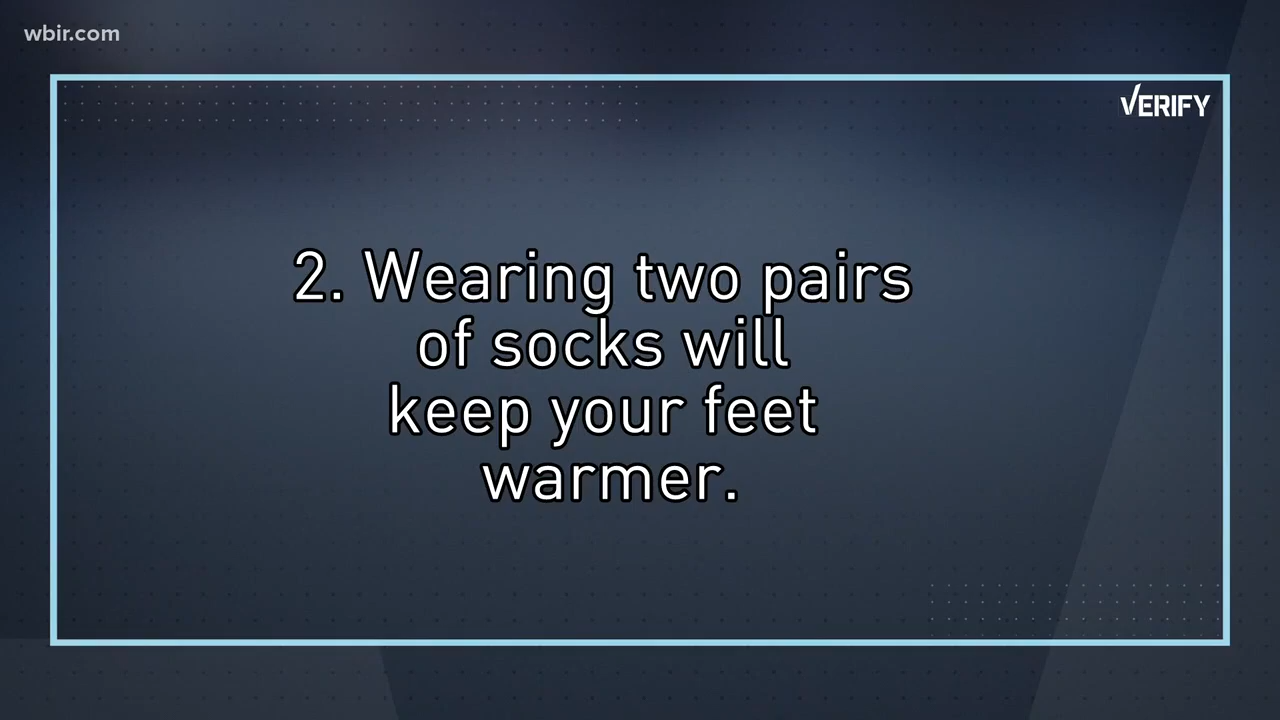 wbir.com
VERIFY
2. Wearing two pairs
of socks will
keep your feet
warmer.